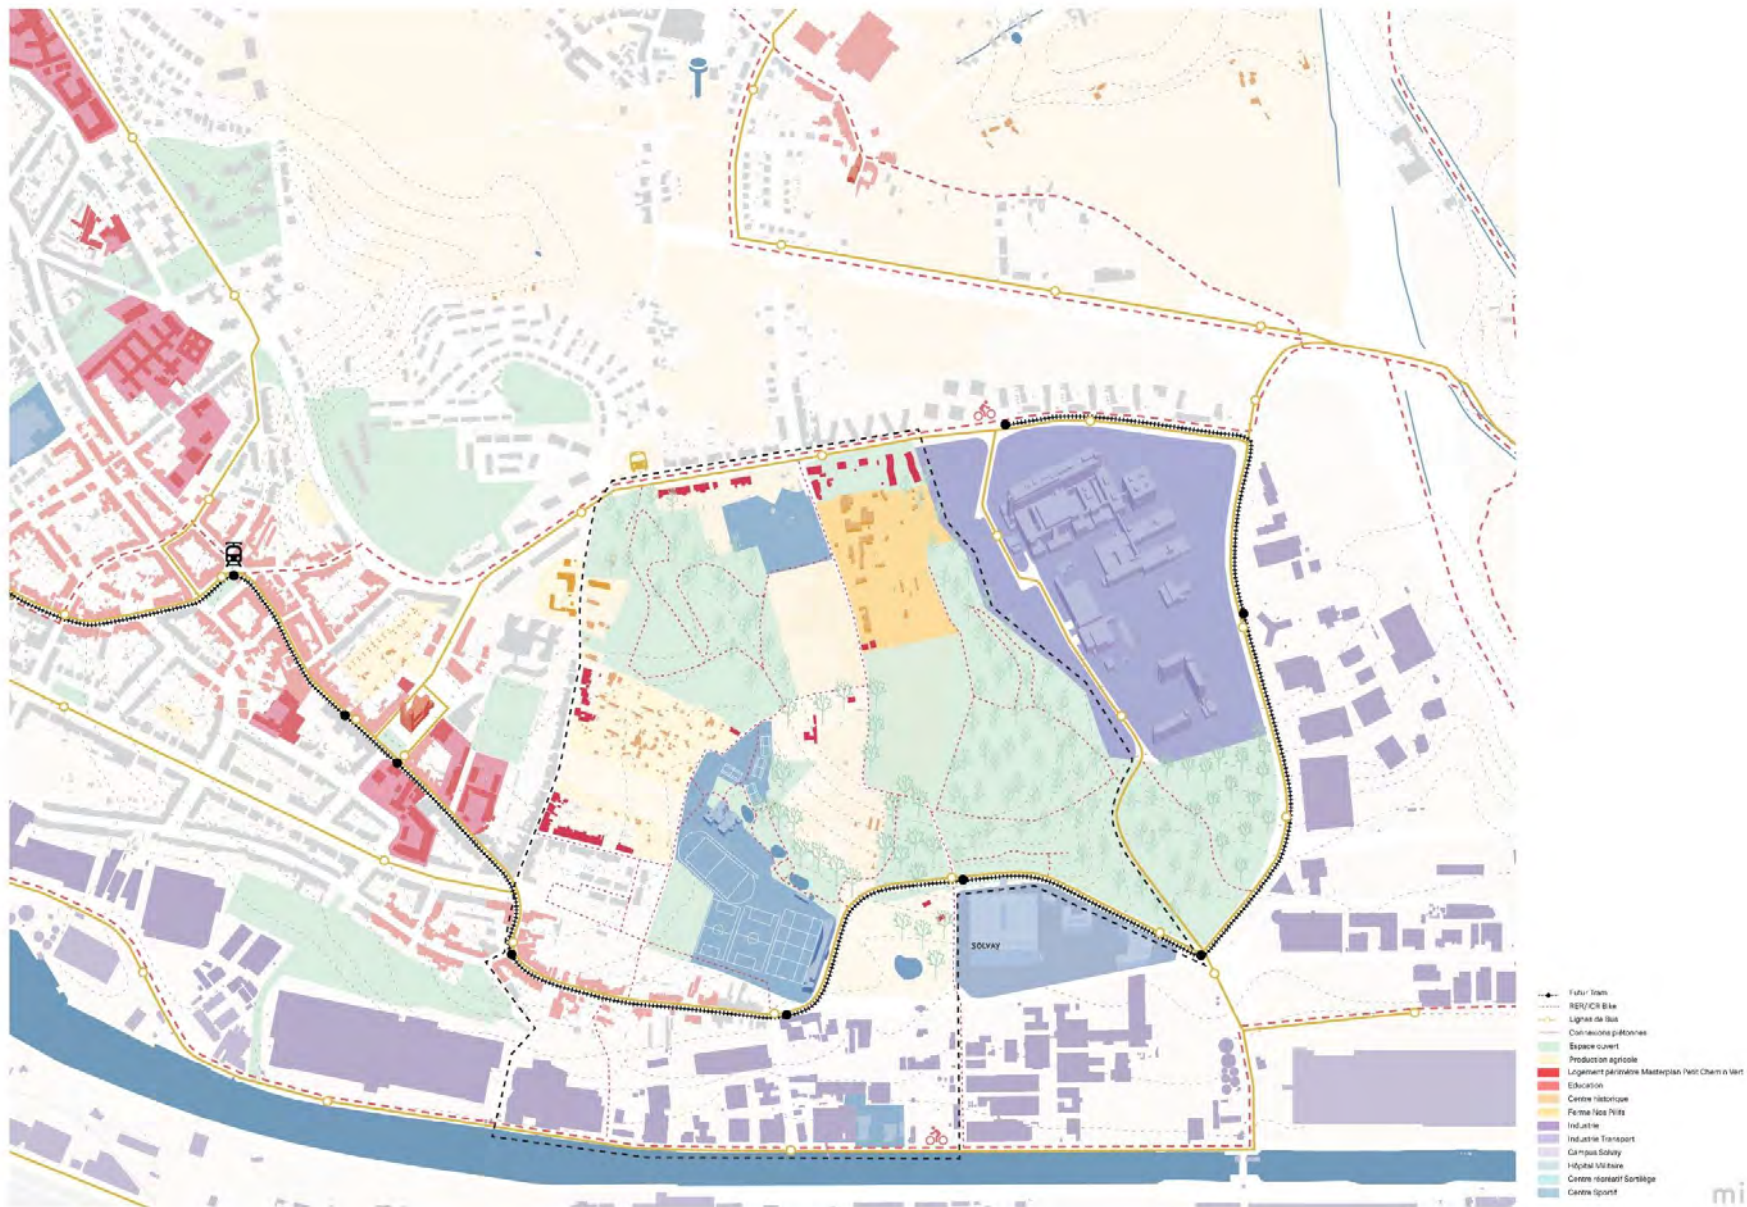 SOLVAY
Futur Tram
RER/ICR Bike
Lignes de Bus
Connexions piétonnes
Espace ouvert
Production agricole
Logement périmètre Masterplan Petit Chemin Vert
Education
Centre historique
Ferme Nos Pilifs
Industrie
Industrie Transport
Campus Solvay
Hôpital Militaire
Centre récréatif Sortilège
Centre Sportif
mi